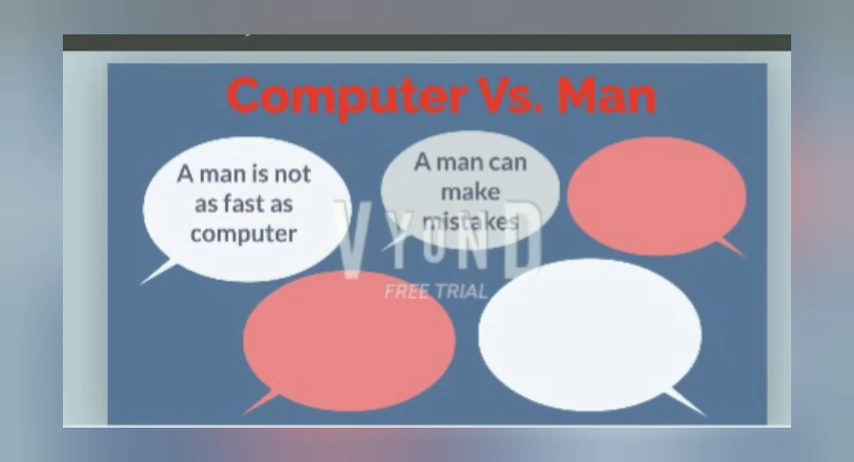 Computer Vs. Man
A man is not
as fast as
computer
A man can
make
mistakes
VYOND
FREE TRIAL